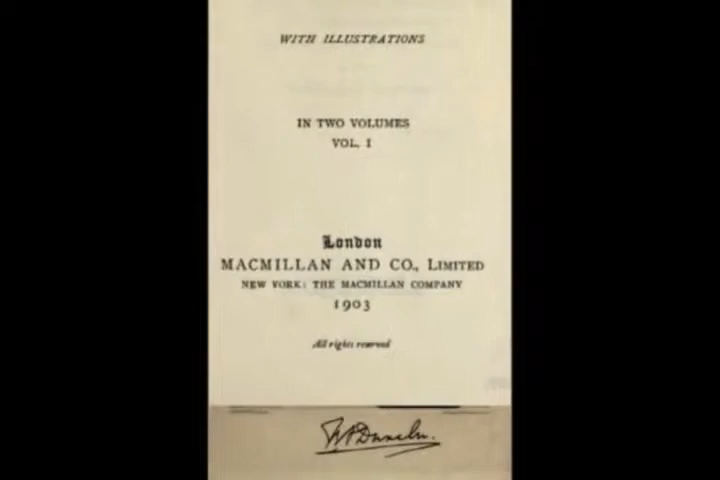 WITH ILLUSTRATIONS
IN TWO VOLUMES
VOL. I
London
MACMILLAN AND CO., LIMITED
NEW YORK: THE MACMILLAN COMPANY
1903
All rights reserved